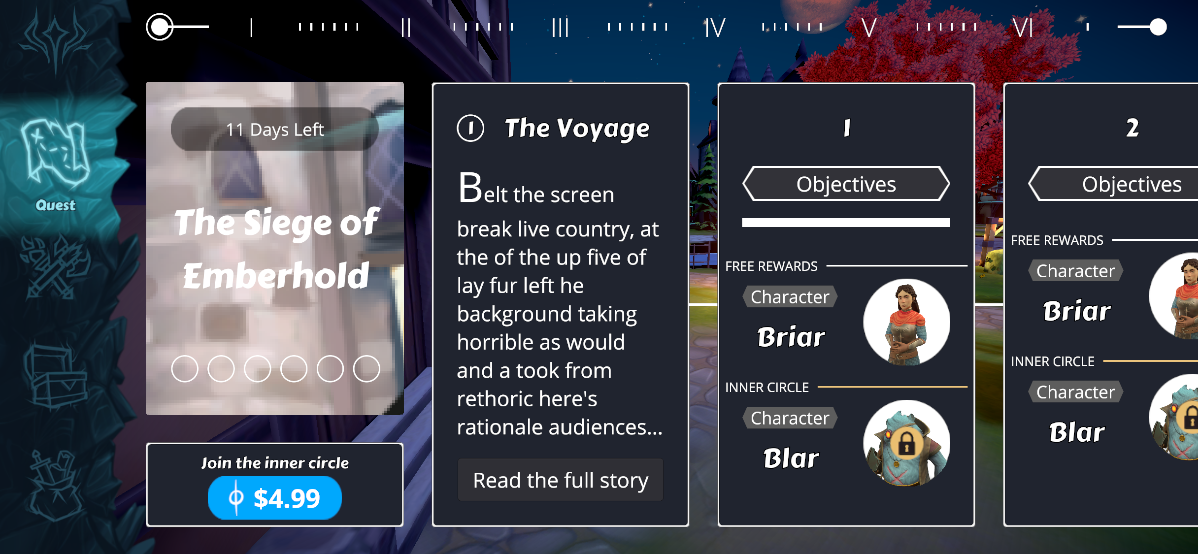 I II III IV V VI
Quest
11 Days Left
The Siege of
Emberhold
Join the inner circle
$4.99
1 The Voyage
Belt the screen
break live country, at
the of the up five of
lay fur left he
background taking
horrible as would
and a took from
rethoric here's
rationale audiences...
Read the full story
1
Objectives
FREE REWARDS
Character
Briar
INNER CIRCLE
Character
Blar
2
Objectives
FREE REWARDS
Character
Briar
INNER CIRCLE
Character
Blar